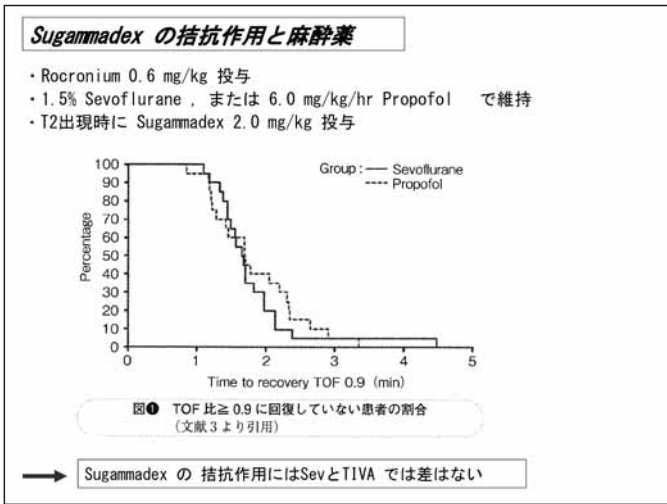 Sugammadex の拮抗作用と麻酔薬
・Rocronium 0.6 mg/kg 投与
・1.5% Sevoflurane , または 6.0 mg/kg/hr Propofol で維持
・T2出現時に Sugammadex 2.0 mg/kg 投与
Group : — Sevoflurane
---- Propofol
Percentage
100
90
80
70
60
50
40
30
20
10
0
0 1 2 3 4 5
Time to recovery TOF 0.9 (min)
図❶ TOF 比≧0.9 に回復していない患者の割合
(文献3より引用)
Sugammadex の 拮抗作用にはSevとTIVA では差はない